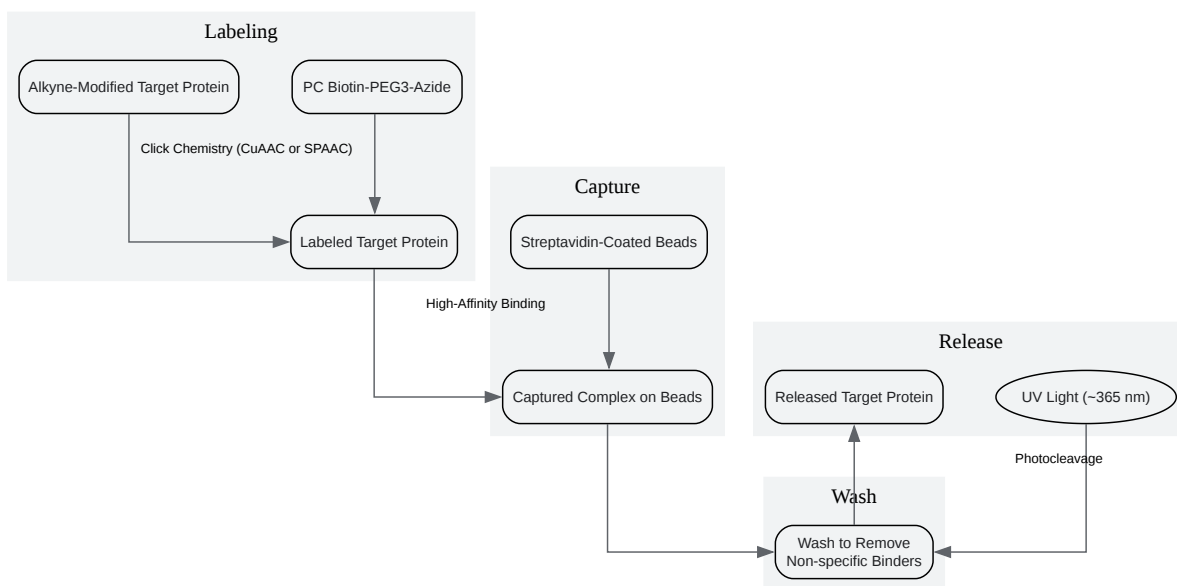 Labeling
Alkyne-Modified Target Protein
PC Biotin-PEG3-Azide
Click Chemistry (CuAAC or SPAAC)
Labeled Target Protein
Capture
Streptavidin-Coated Beads
High-Affinity Binding
Captured Complex on Beads
Release
Released Target Protein
UV Light (~365 nm)
Photocleavage
Wash
Wash to Remove
Non-specific Binders